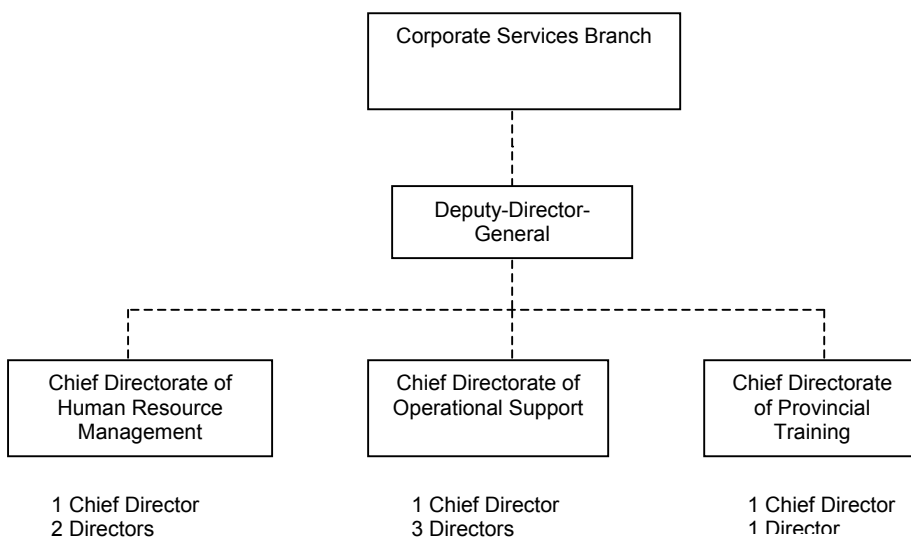 Corporate Services Branch
Deputy-Director-
General
Chief Directorate of
Human Resource
Management
Chief Directorate of
Operational Support
Chief Directorate
of Provincial
Training
1 Chief Director
2 Directors
1 Chief Director
3 Directors
1 Chief Director
1 Director